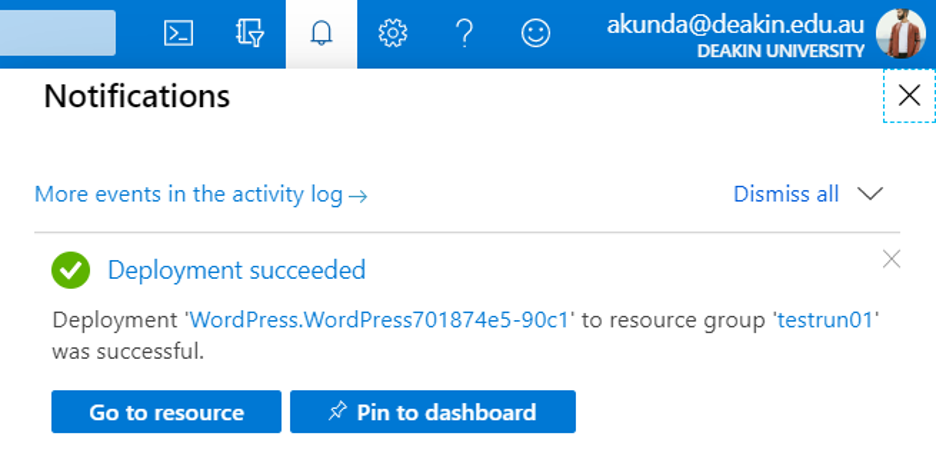 akunda@deakin.edu.au
DEAKIN UNIVERSITY
Notifications
More events in the activity log→
Dismiss all
Deployment succeeded
Deployment 'WordPress.WordPress701874e5-90c1' to resource group 'testrun01'
was successful.
Go to resource
Pin to dashboard